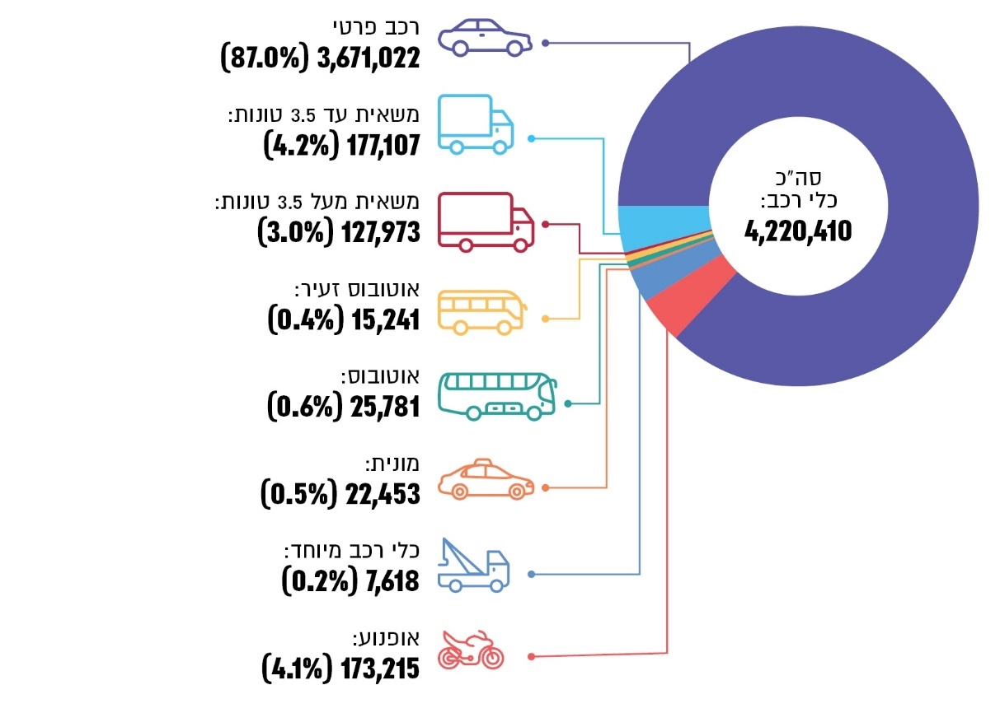 רכב פרטי
3,671,022 (87.0%)
משאית עד 3.5 טונות:
177,107 (4.2%)
משאית מעל 3.5 טונות:
127,973 (3.0%)
אוטובוס זעיר:
15,241 (0.4%)
אוטובוס:
25,781 (0.6%)
מונית:
22,453 (0.5%)
כלי רכב מיוחד:
7,618 (0.2%)
אופנוע:
173,215 (4.1%)
סה"כ
כלי רכב:
4,220,410